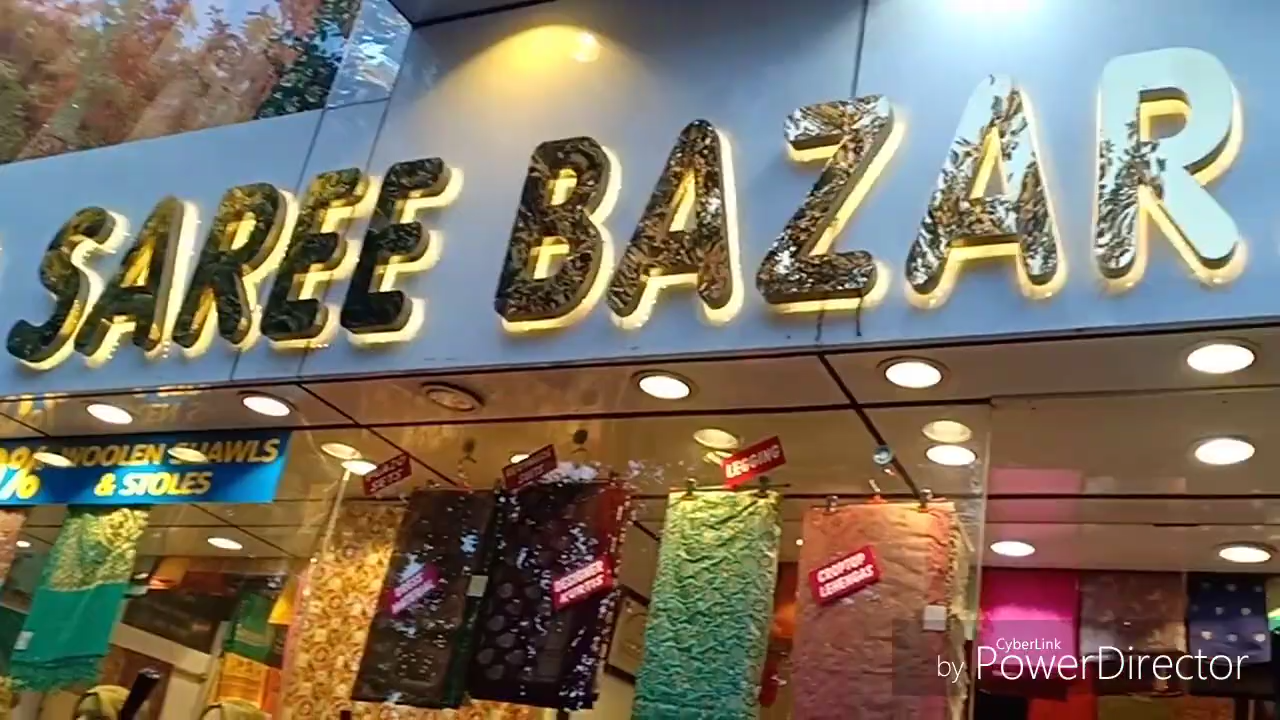 SAREE BAZAR
WOOLEN SHAWLS
& STOLES
LEGGING
DESIGNER
KURTIS
CROPTOP
LEHENGAS
CyberLink
by PowerDirector